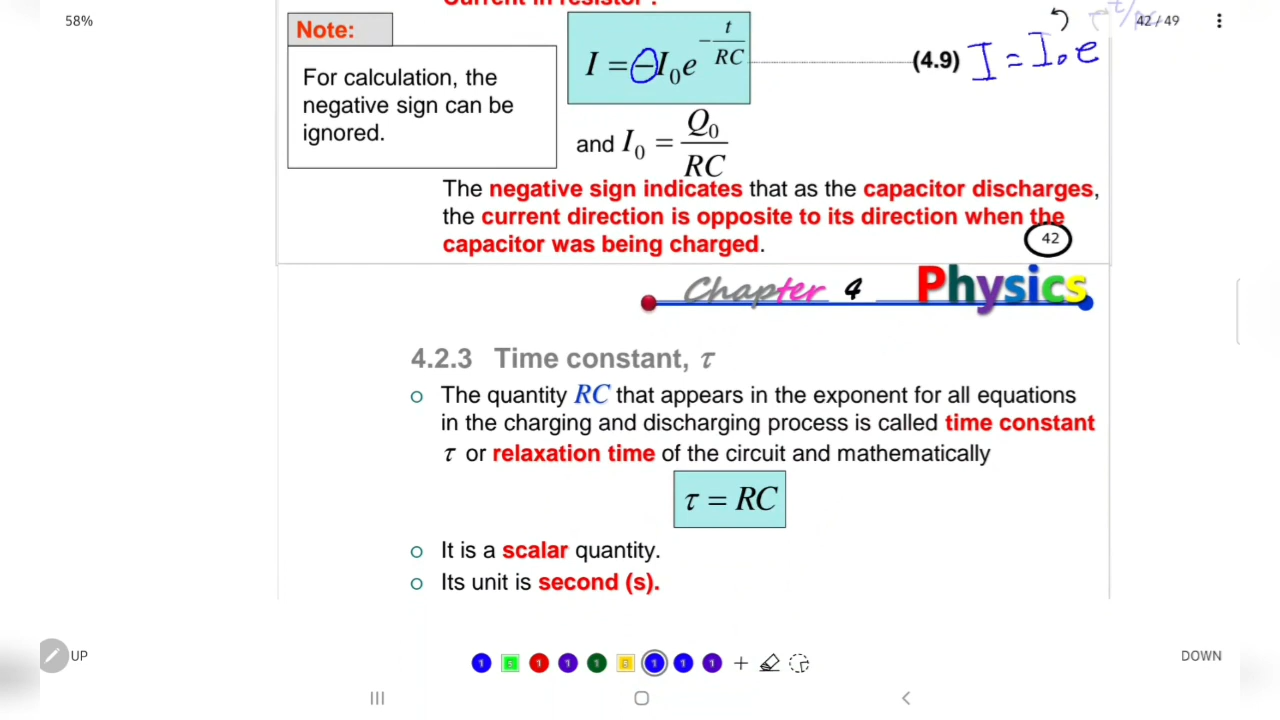 58%
42 / 49
Current in resistor :
Note:
For calculation, the
negative sign can be
ignored.
I = −I₀e^(−t/RC)
(4.9) I = I₀ e
and I₀ = Q₀/RC
The negative sign indicates that as the capacitor discharges,
the current direction is opposite to its direction when the
capacitor was being charged.
42
Chapter 4 Physics
4.2.3 Time constant, τ
The quantity RC that appears in the exponent for all equations
in the charging and discharging process is called time constant
τ or relaxation time of the circuit and mathematically
τ = RC
It is a scalar quantity.
Its unit is second (s).
UP
DOWN